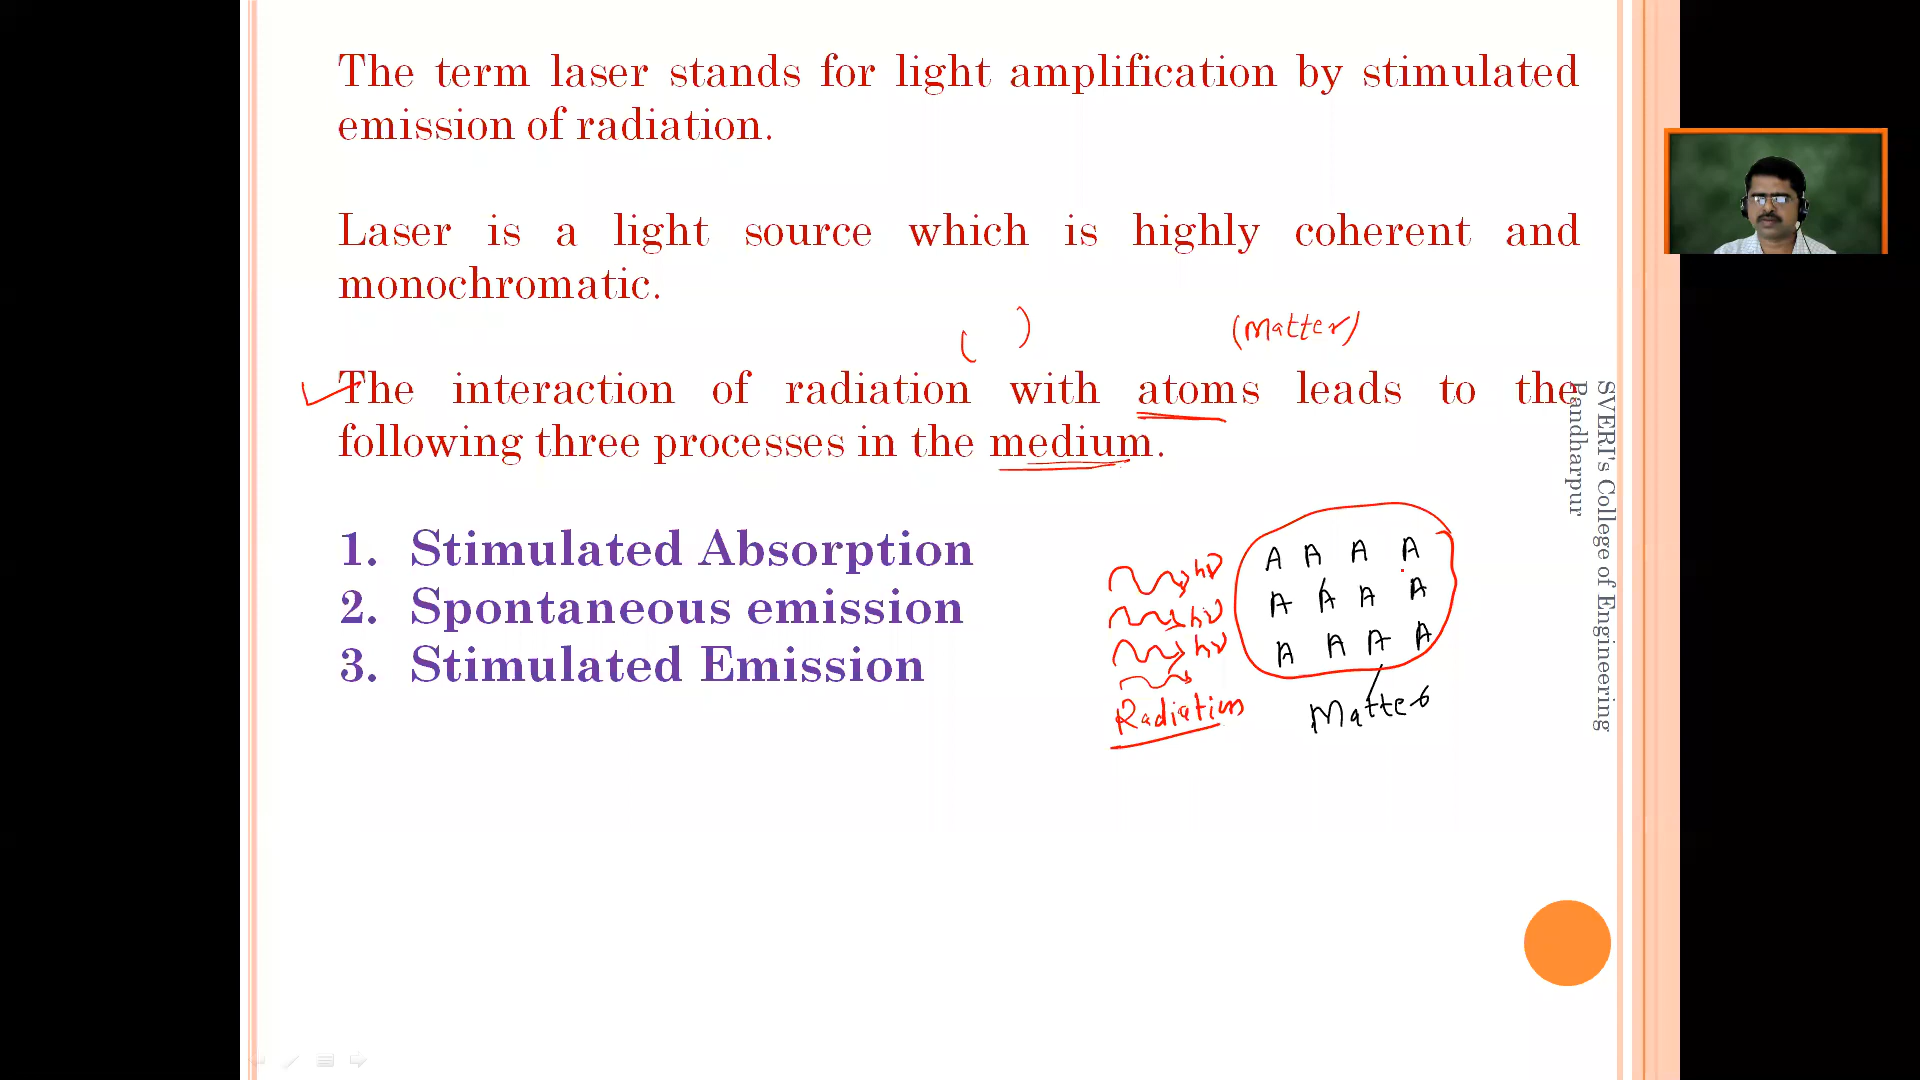 The term laser stands for light amplification by stimulated
emission of radiation.
Laser is a light source which is highly coherent and
monochromatic.
( ) (Matter)
The interaction of radiation with atoms leads to the
following three processes in the medium.
1. Stimulated Absorption
2. Spontaneous emission
3. Stimulated Emission
A A A A
A A A A
A A A A
hν
hν
hν
Radiation
Matter
SVERI's College of Engineering
Pandharpur